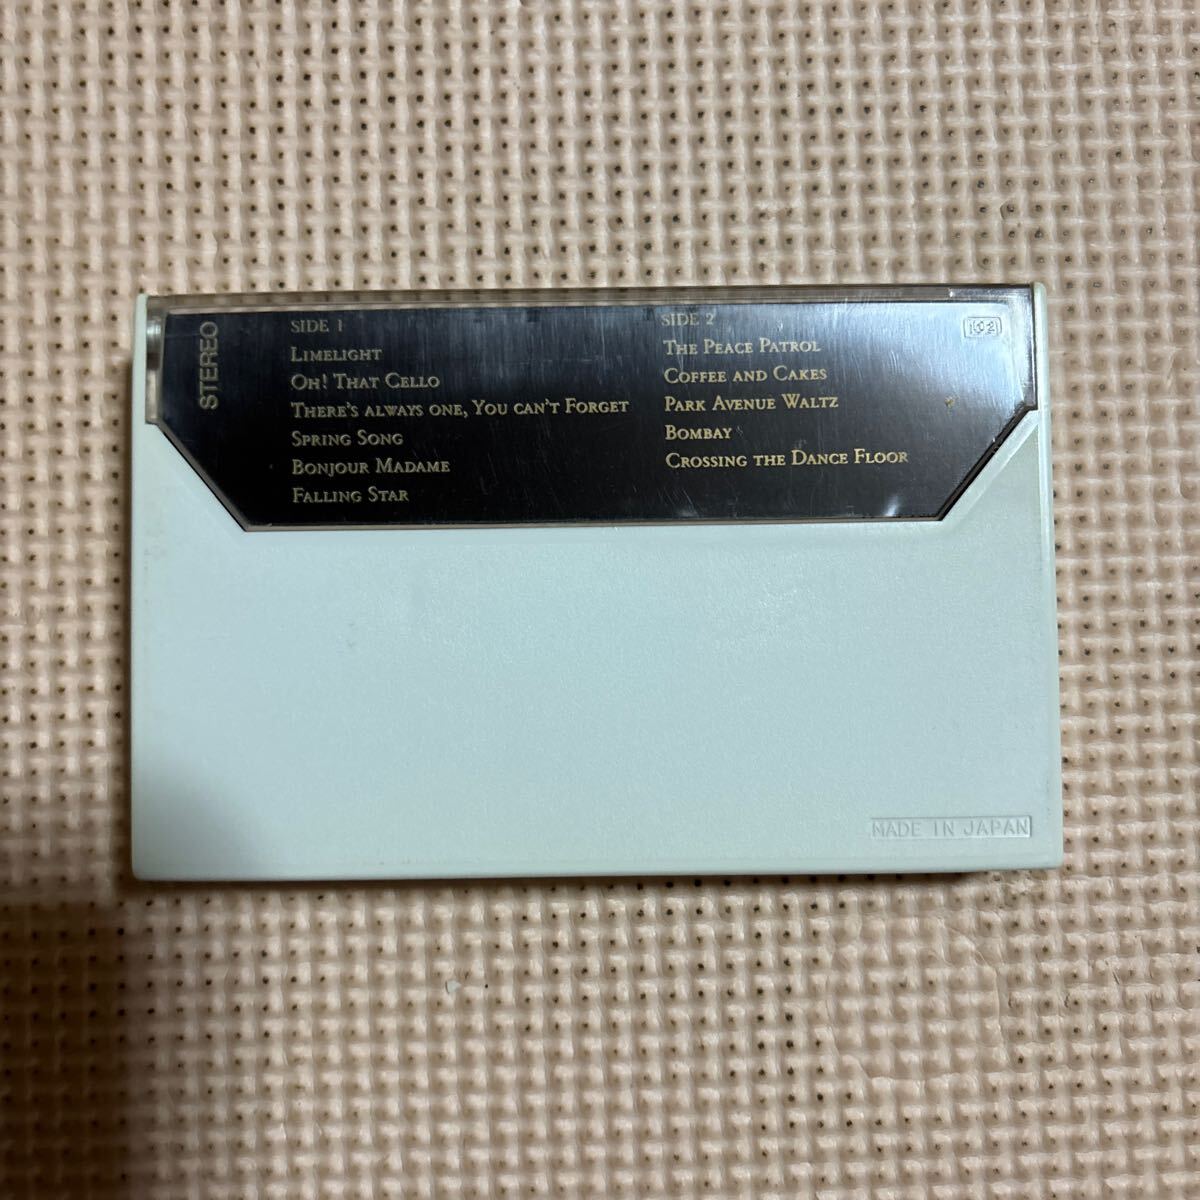 STEREO
SIDE 1
LIMELIGHT
OH! THAT CELLO
THERE'S ALWAYS ONE, YOU CAN'T FORGET
SPRING SONG
BONJOUR MADAME
FALLING STAR
SIDE 2
THE PEACE PATROL
COFFEE AND CAKES
PARK AVENUE WALTZ
BOMBAY
CROSSING THE DANCE FLOOR
MADE IN JAPAN